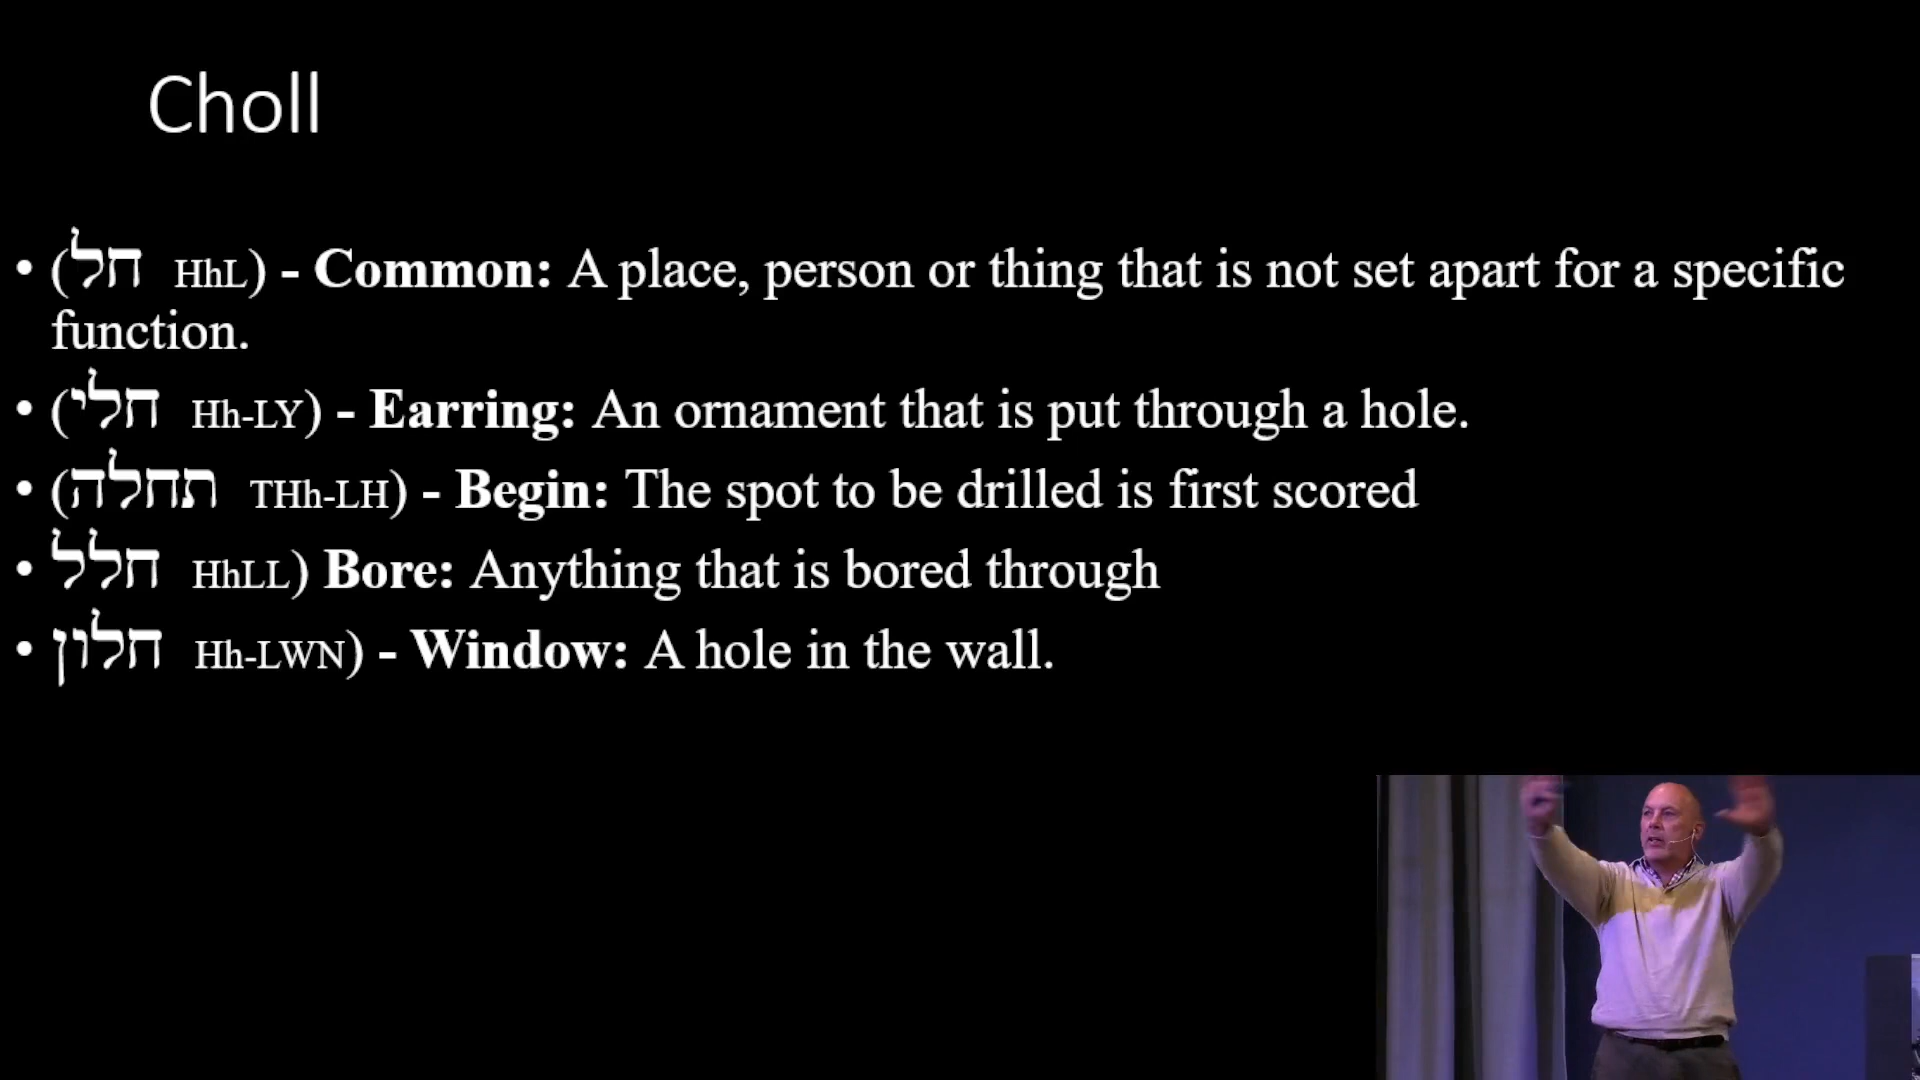 Choll
• (חל HhL) - Common: A place, person or thing that is not set apart for a specific
function.
• (חלי Hh-LY) - Earring: An ornament that is put through a hole.
• (תחלה THh-LH) - Begin: The spot to be drilled is first scored
• חלל HhLL) Bore: Anything that is bored through
• חלון Hh-LWN) - Window: A hole in the wall.